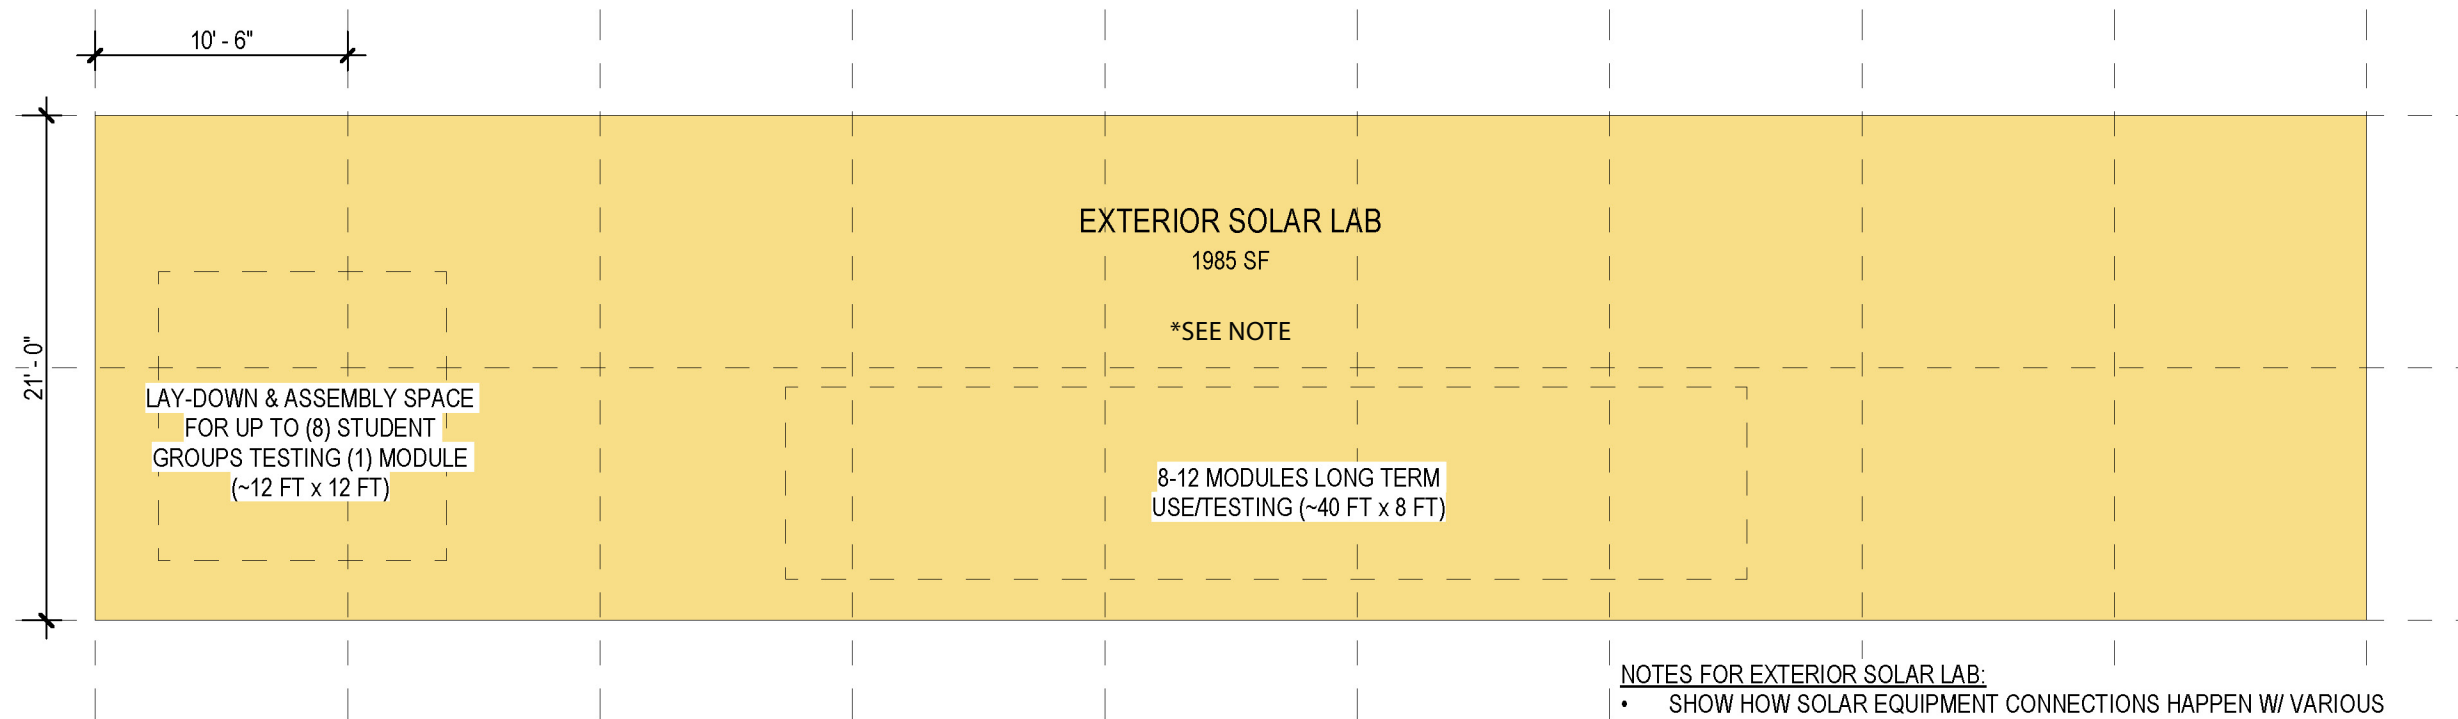 10' - 6"
21' - 0"
EXTERIOR SOLAR LAB
1985 SF
*SEE NOTE
LAY-DOWN & ASSEMBLY SPACE
FOR UP TO (8) STUDENT
GROUPS TESTING (1) MODULE
(~12 FT x 12 FT)
8-12 MODULES LONG TERM
USE/TESTING (~40 FT x 8 FT)
NOTES FOR EXTERIOR SOLAR LAB:
• SHOW HOW SOLAR EQUIPMENT CONNECTIONS HAPPEN W/ VARIOUS